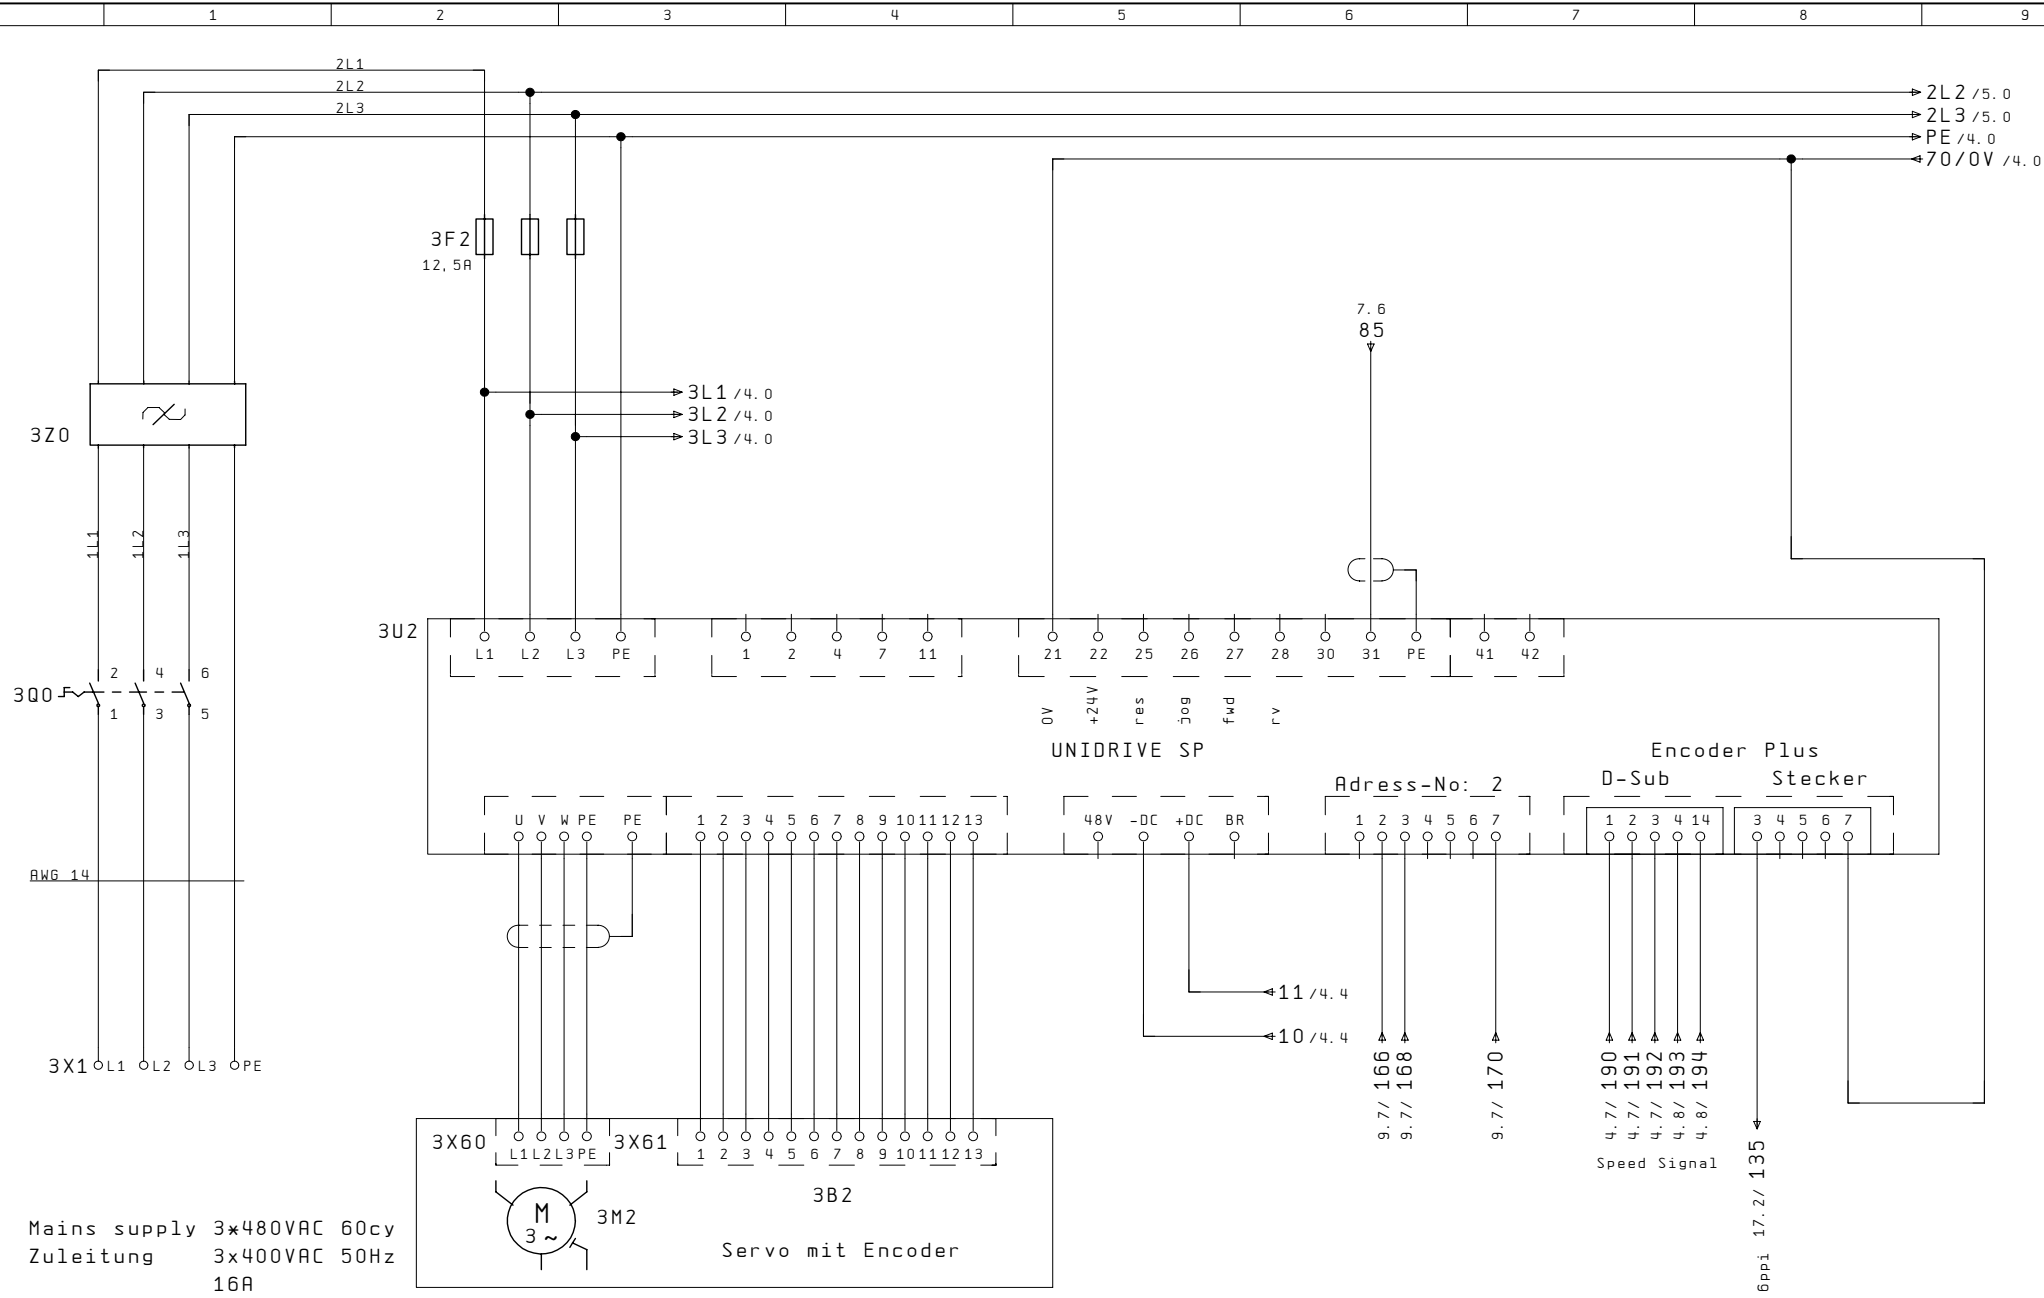 1 2 3 4 5 6 7 8 9
2L1
2L2
2L3
2L2 /5.0
2L3 /5.0
PE /4.0
70/0V /4.0
3F2
12,5A
7.6
85
3L1 /4.0
3L2 /4.0
3L3 /4.0
3Z0
1L1 1L2 1L3
3U2
L1 L2 L3 PE
1 2 4 7 11
21 22 25 26 27 28 30 31 PE
41 42
0V +24V res jog fwd rv
3Q0
2 4 6
1 3 5
UNIDRIVE SP
Encoder Plus
Adress-No: 2
D-Sub
Stecker
U V W PE PE
1 2 3 4 5 6 7 8 9 10 11 12 13
48V -DC +DC BR
1 2 3 4 5 6 7
1 2 3 4 14
3 4 5 6 7
AWG 14
11 /4.4
10 /4.4
3X1 L1 L2 L3 PE
9.7/ 166
9.7/ 168
9.7/ 170
4.7/ 190
4.7/ 191
4.7/ 192
4.8/ 193
4.8/ 194
Speed Signal
6ppi 17.2/ 135
3X60
L1 L2 L3 PE
3X61
1 2 3 4 5 6 7 8 9 10 11 12 13
3B2
M
3 ~
3M2
Servo mit Encoder
Mains supply 3*480VAC 60cy
Zuleitung 3x400VAC 50Hz
16A